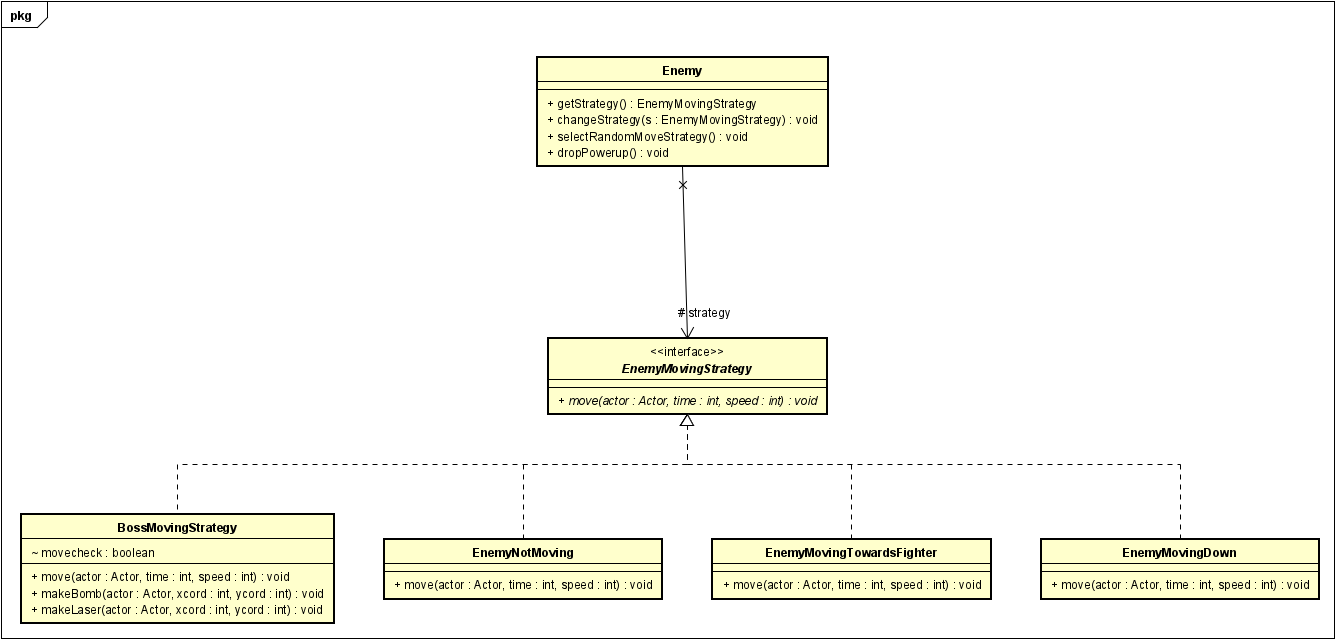 pkg
Enemy
+ getStrategy() : EnemyMovingStrategy
+ changeStrategy(s : EnemyMovingStrategy) : void
+ selectRandomMoveStrategy() : void
+ dropPowerup() : void
# strategy
<<interface>>
EnemyMovingStrategy
+ move(actor : Actor, time : int, speed : int) : void
BossMovingStrategy
~ movecheck : boolean
+ move(actor : Actor, time : int, speed : int) : void
+ makeBomb(actor : Actor, xcord : int, ycord : int) : void
+ makeLaser(actor : Actor, xcord : int, ycord : int) : void
EnemyNotMoving
+ move(actor : Actor, time : int, speed : int) : void
EnemyMovingTowardsFighter
+ move(actor : Actor, time : int, speed : int) : void
EnemyMovingDown
+ move(actor : Actor, time : int, speed : int) : void